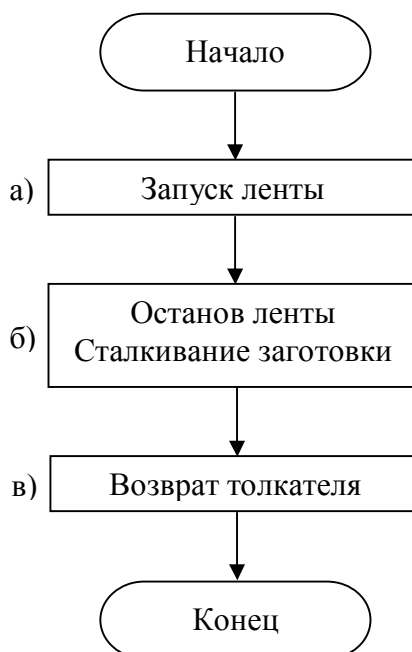 Начало
а) Запуск ленты
б) Останов ленты
Сталкивание заготовки
в) Возврат толкателя
Конец